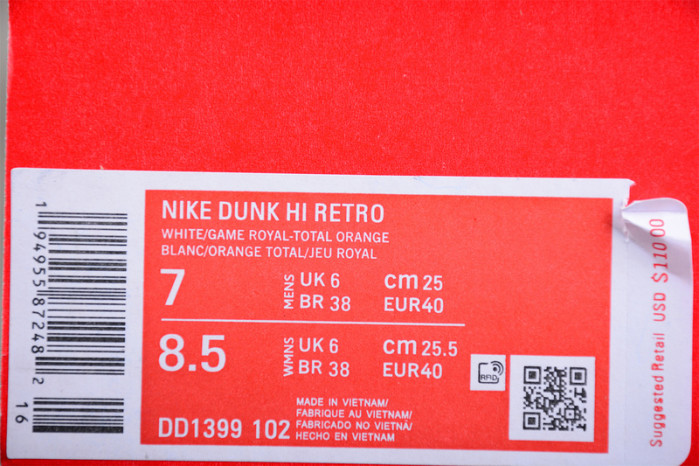 NIKE DUNK HI RETRO
WHITE/GAME ROYAL-TOTAL ORANGE
BLANC/ORANGE TOTAL/JEU ROYAL
7 MENS UK 6 cm 25
BR 38 EUR40
8.5 WMNS UK 6 cm 25.5
BR 38 EUR40
RFID
MADE IN VIETNAM/
FABRIQUE AU VIETNAM/
FABRICADO NO VIETNÃ/
HECHO EN VIETNAM
DD1399 102
1 94955 87248 2
16
Suggested Retail USD $110.00